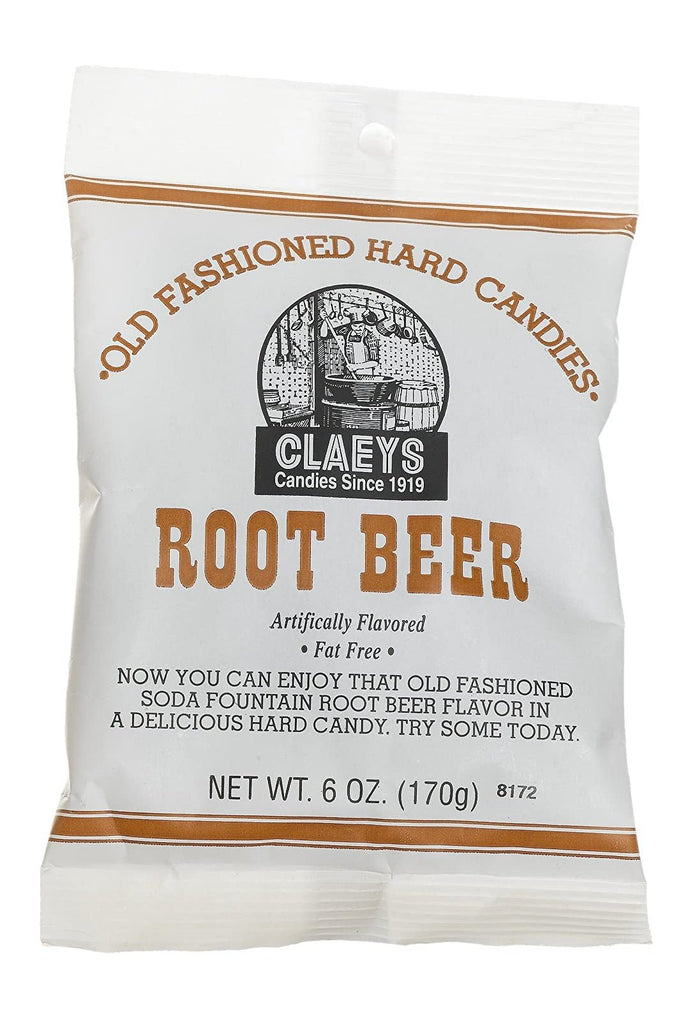 •OLD FASHIONED HARD CANDIES•
CLAEYS
Candies Since 1919
ROOT BEER
Artifically Flavored
• Fat Free •
NOW YOU CAN ENJOY THAT OLD FASHIONED
SODA FOUNTAIN ROOT BEER FLAVOR IN
A DELICIOUS HARD CANDY. TRY SOME TODAY.
NET WT. 6 OZ. (170g) 8172